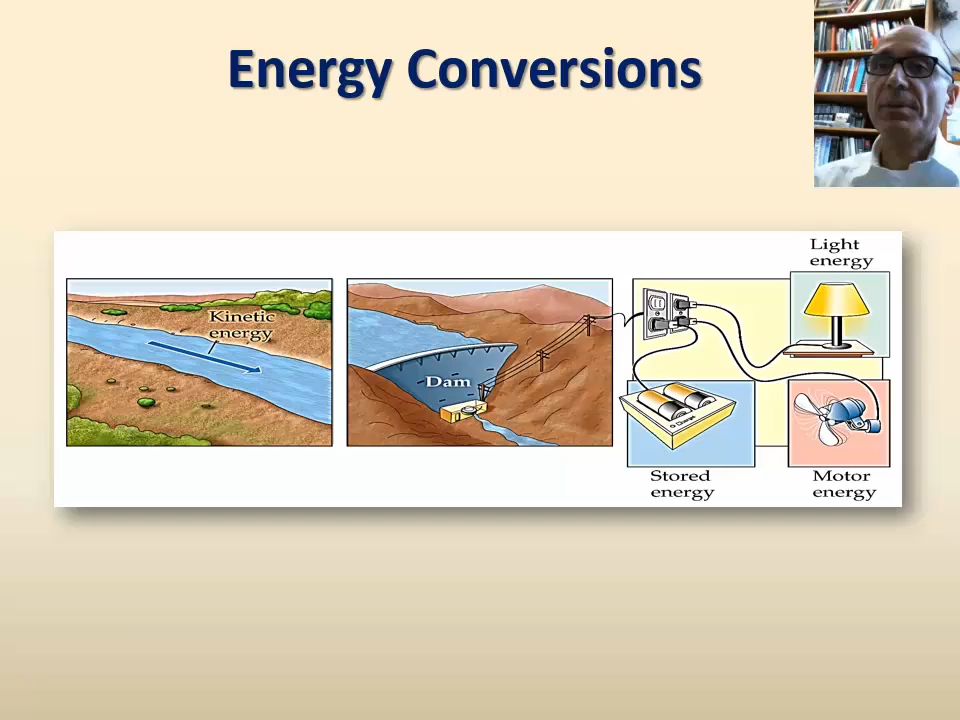 Energy Conversions
Light
energy
Kinetic
energy
Dam
Stored
energy
Motor
energy